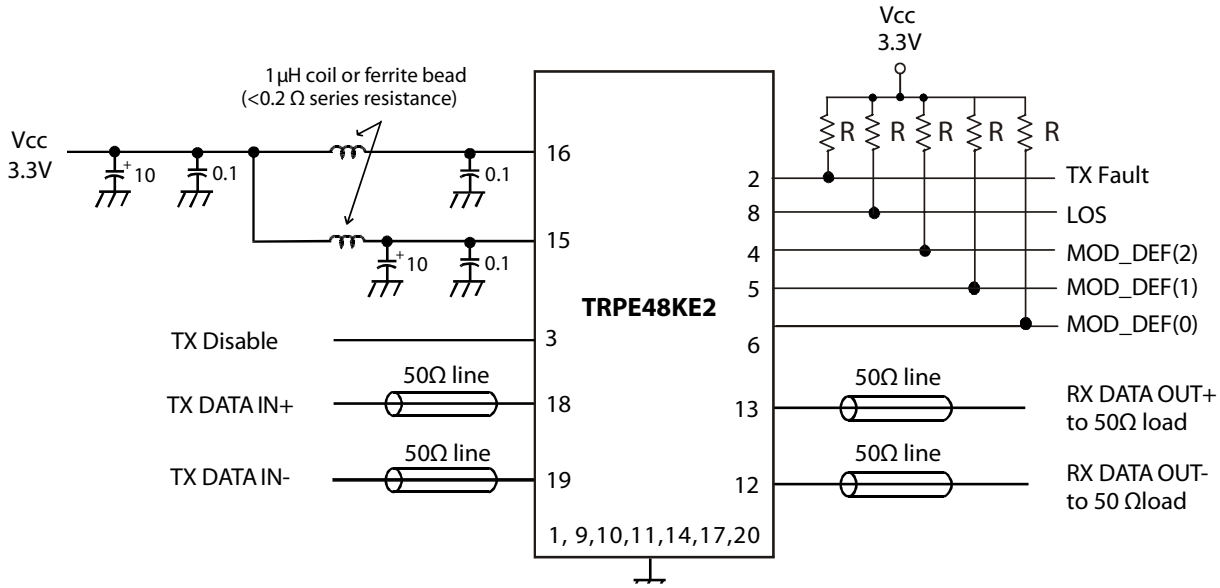 Vcc
3.3V
1μH coil or ferrite bead
(<0.2 Ω series resistance)
R R R R R
Vcc
3.3V
+10
0.1
0.1
16
2
TX Fault
8
LOS
15
+10
0.1
4
MOD_DEF(2)
5
MOD_DEF(1)
TRPE48KE2
6
MOD_DEF(0)
TX Disable
3
50Ω line
TX DATA IN+
18
50Ω line
13
RX DATA OUT+
to 50Ω load
50Ω line
TX DATA IN-
19
50Ω line
12
RX DATA OUT-
to 50 Ωload
1, 9,10,11,14,17,20